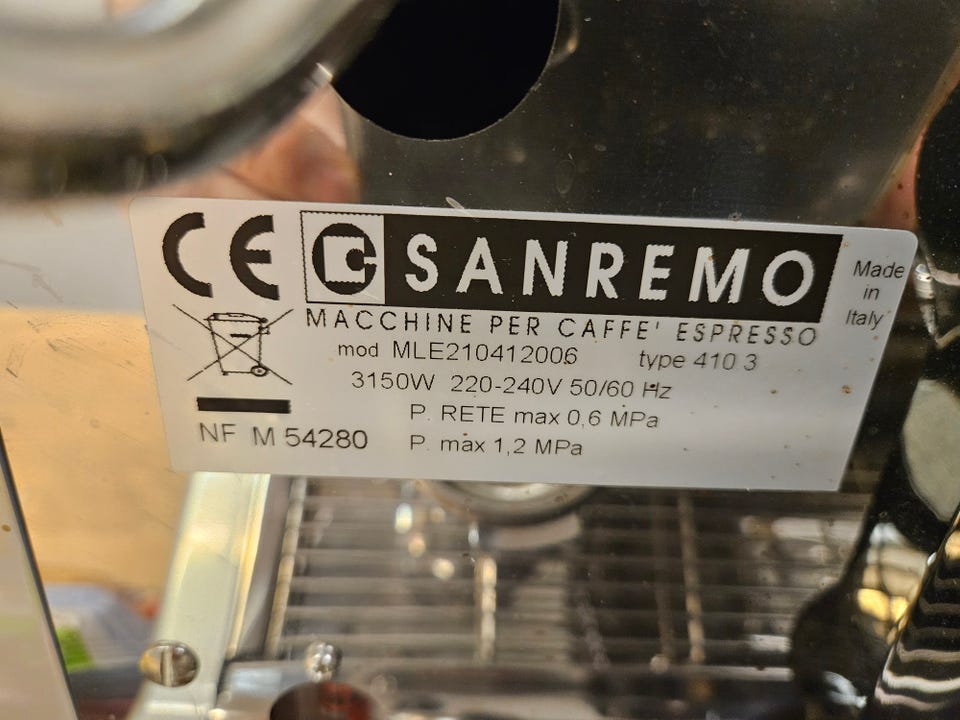 CE
SANREMO
MACCHINE PER CAFFE' ESPRESSO
Made
in
Italy
mod MLE210412006 type 410 3
3150W 220-240V 50/60 Hz
P. RETE max 0,6 MPa
NF M 54280 P. max 1,2 MPa